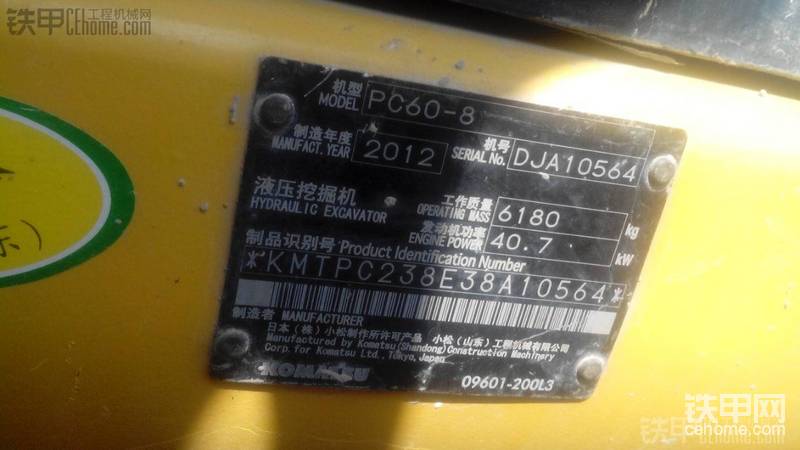 铁甲 CE 工程机械网
CEhome.com
机型
MODEL
PC60-8
制造年度
MANUFACT. YEAR
2012
机号
SERIAL No.
DJA10564
液压挖掘机
HYDRAULIC EXCAVATOR
工作质量
OPERATING MASS
6180
kg
发动机功率
ENGINE POWER
40.7
kW
制品识别号 Product Identification Number
*KMTPC238E38A10564*
制造者 MANUFACTURER
日本(株)小松制作所许可产品 小松(山东)工程机械有限公司
Manufactured by Komatsu(Shandong)Construction Machinery
Corp. for Komatsu Ltd., Tokyo, Japan
KOMATSU
09601-200L3
示)
铁甲网
cehome.com